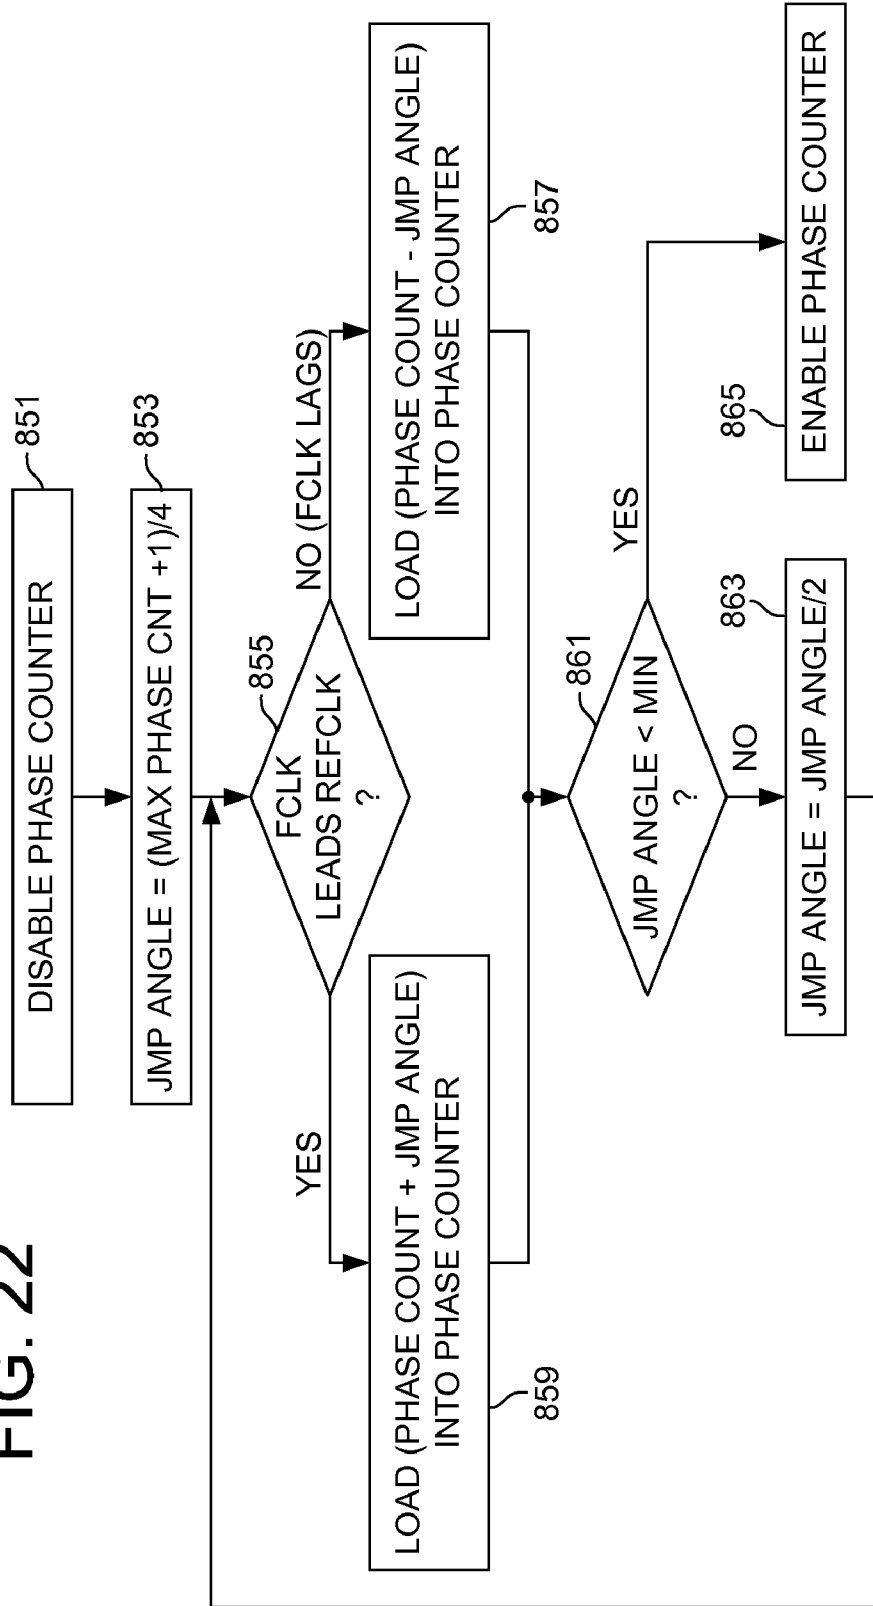 FIG. 22
DISABLE PHASE COUNTER
851
JMP ANGLE = (MAX PHASE CNT +1)/4
853
FCLK
LEADS REFCLK
?
855
YES
NO (FCLK LAGS)
LOAD (PHASE COUNT + JMP ANGLE)
INTO PHASE COUNTER
859
LOAD (PHASE COUNT - JMP ANGLE)
INTO PHASE COUNTER
857
JMP ANGLE < MIN
?
861
NO
YES
JMP ANGLE = JMP ANGLE/2
863
ENABLE PHASE COUNTER
865